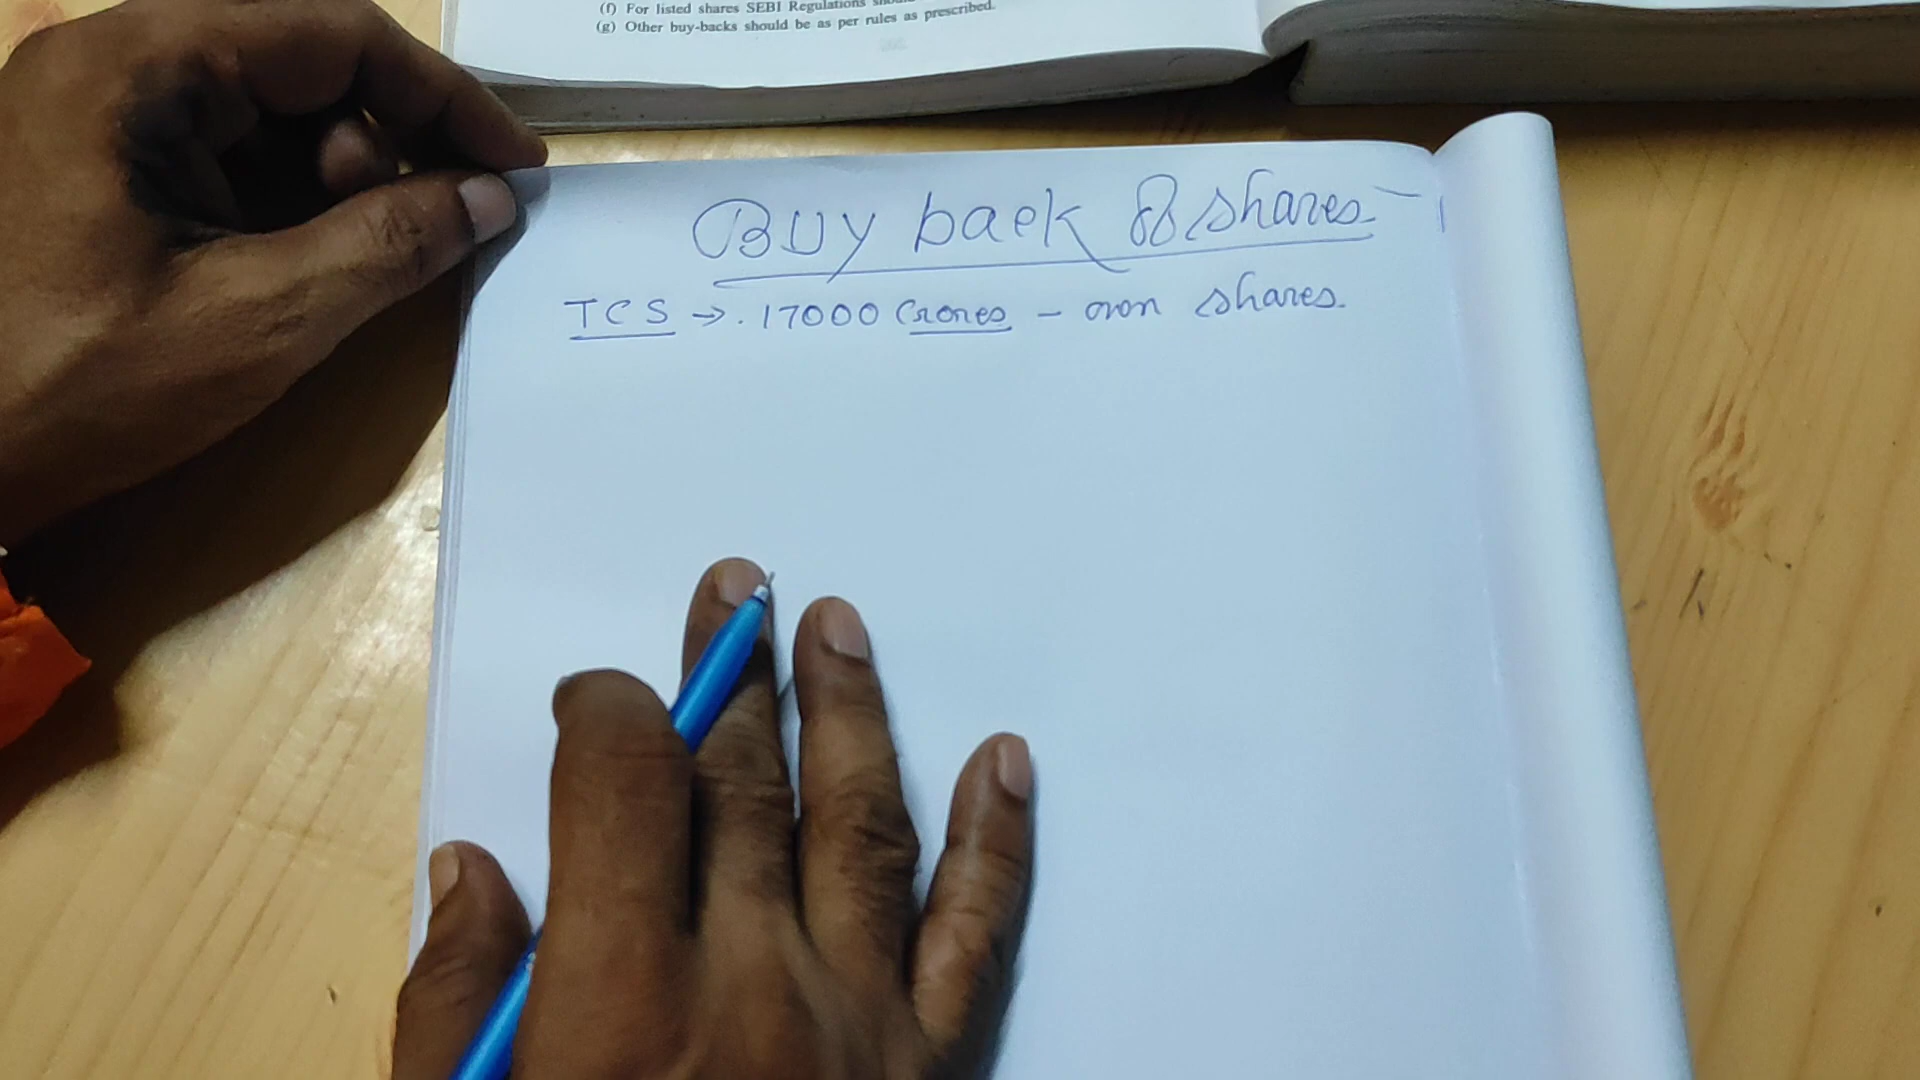 (f) For listed shares SEBI Regulations
(g) Other buy-backs should be as per rules as prescribed.
Buy back of shares -
TCS → 17000 Crores - own shares.